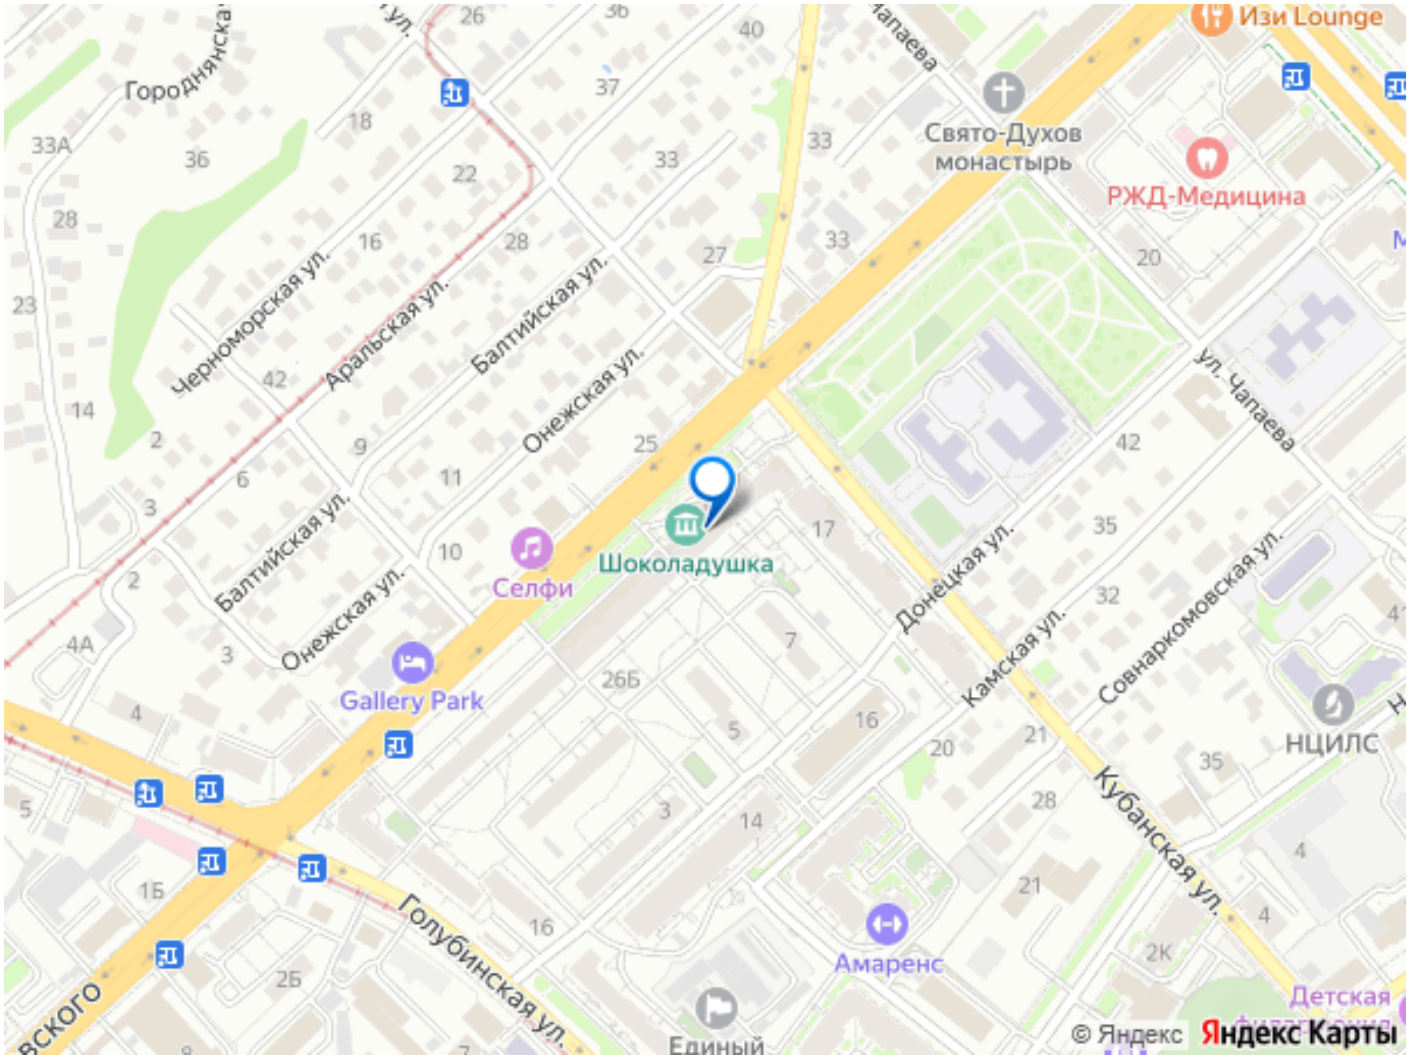 26
36
Чапаева
Изи Lounge
40
ул.
Городнянска
37
18
33А
36
22
33
33
Свято-Духов
монастырь
РЖД-Медицина
28
16
28
27
33
20
23
Черноморская ул.
Аральская ул.
Балтийская ул.
Онежская ул.
42
14
2
9
25
ул. Чапаева
42
6
11
3
17
35
Балтийская ул.
10
Шоколадушка
Селфи
Донецкая ул.
Совнаркомовская ул.
2
32
41
4А
3
Онежская ул.
7
Камская ул.
Gallery Park
26Б
4
5
16
20
21
НЦИЛС
35
5
3
14
28
Кубанская ул.
4
1Б
21
16
Голубинская ул.
Амаренс
4
2К
2Б
вского
Детская
Единый
7
© Яндекс Яндекс Карты